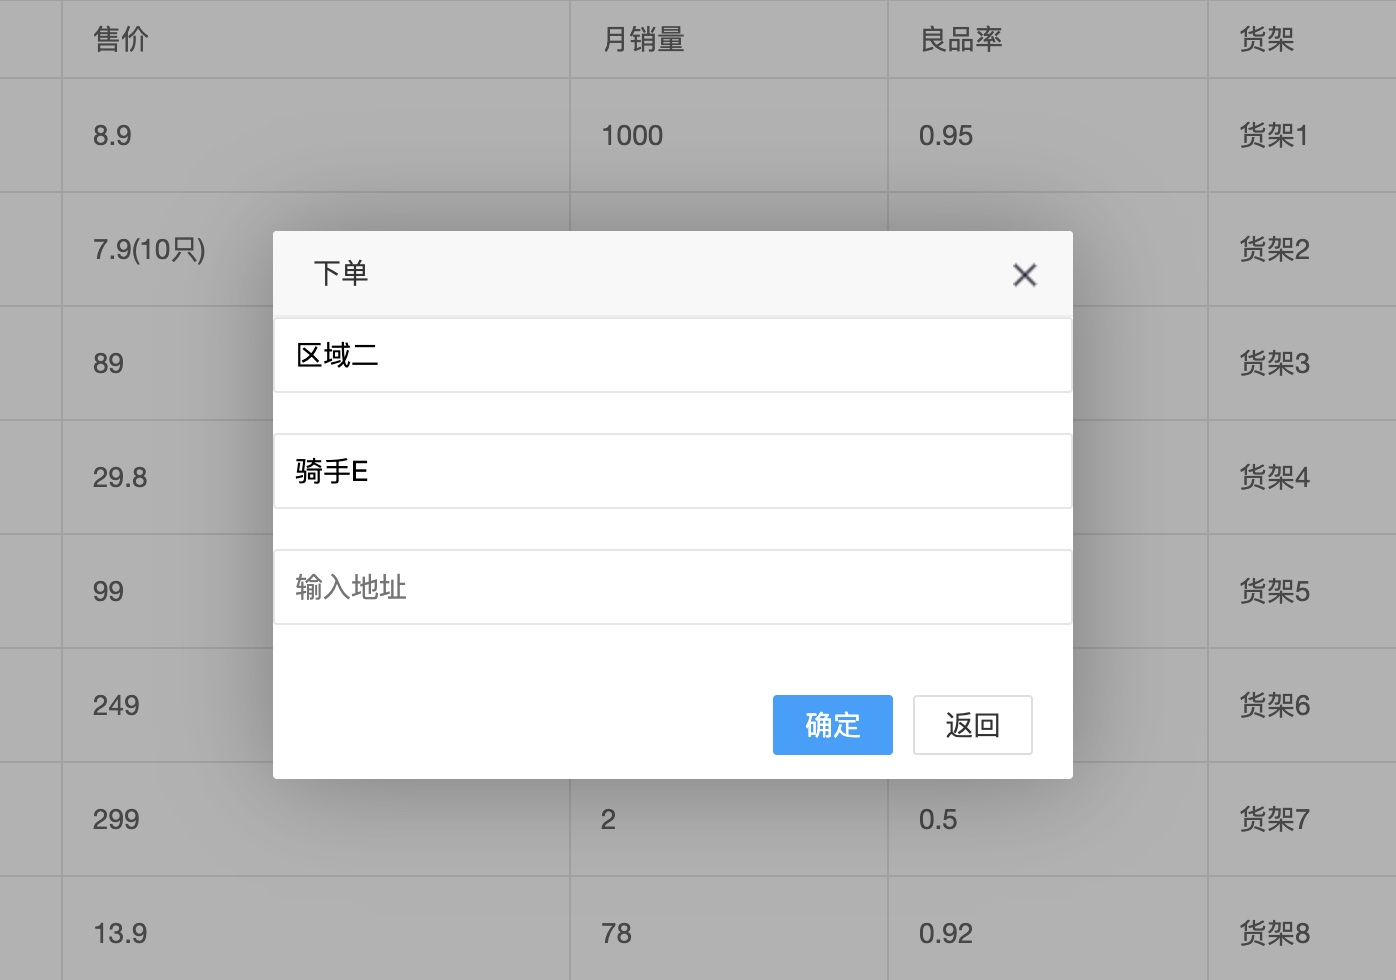 售价 月销量 良品率 货架
8.9 1000 0.95 货架1
7.9(10只) 货架2
下单
区域二
89 货架3
骑手E
29.8 货架4
输入地址
99 货架5
249 货架6
确定 返回
299 2 0.5 货架7
13.9 78 0.92 货架8